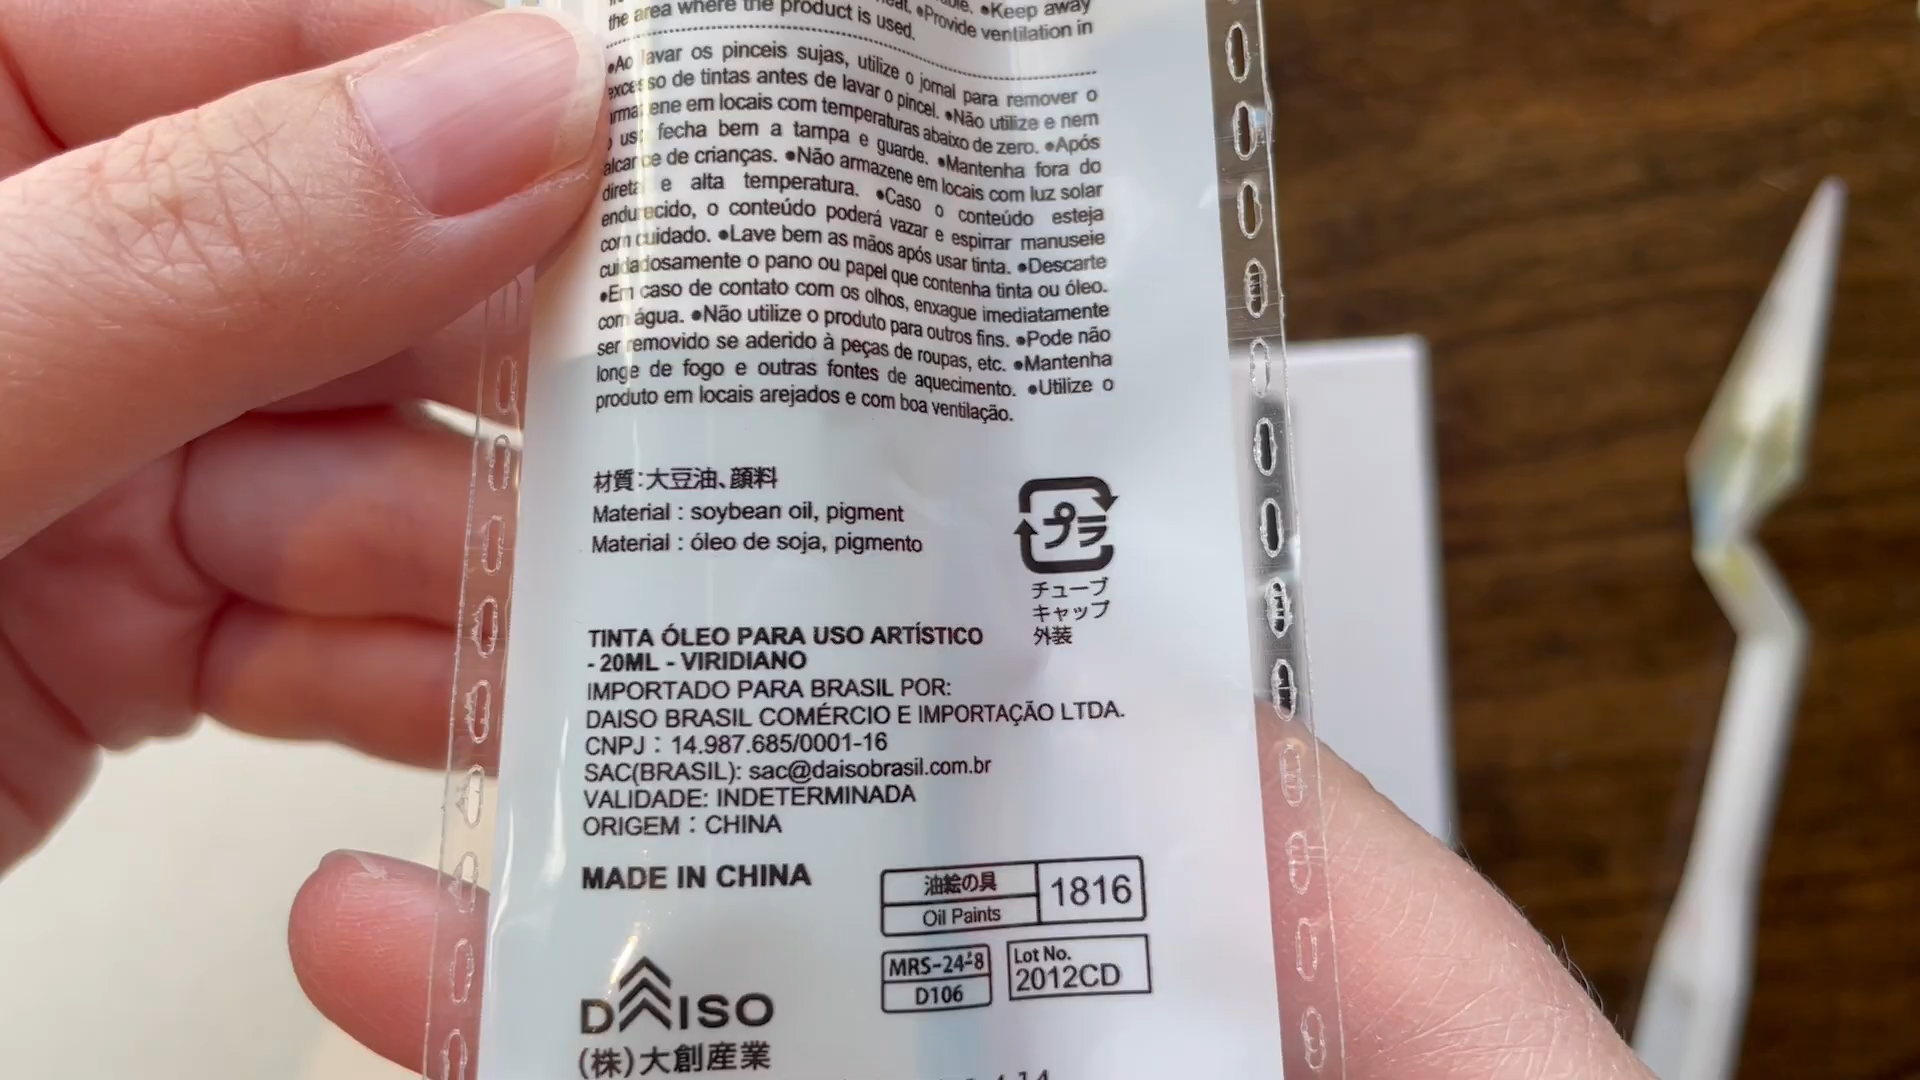 the area where the product is used. ●Provide ventilation in
●Keep away
●Ao lavar os pinceis sujas, utilize o jornal para remover o
excesso de tintas antes de lavar o pincel. ●Não utilize e nem
armazene em locais com temperaturas abaixo de zero. ●Após
o uso fecha bem a tampa e guarde. ●Mantenha fora do
alcance de crianças. ●Não armazene em locais com luz solar
direta e alta temperatura. ●Caso o conteúdo esteja
endurecido, o conteúdo poderá vazar e espirrar manuseie
com cuidado. ●Lave bem as mãos após usar tinta. ●Descarte
cuidadosamente o pano ou papel que contenha tinta ou óleo.
●Em caso de contato com os olhos, enxague imediatamente
com água. ●Não utilize o produto para outros fins. ●Pode não
ser removido se aderido à peças de roupas, etc. ●Mantenha
longe de fogo e outras fontes de aquecimento. ●Utilize o
produto em locais arejados e com boa ventilação.
材質:大豆油、顔料
Material : soybean oil, pigment
Material : óleo de soja, pigmento
プラ
チューブ
キャップ
外装
TINTA ÓLEO PARA USO ARTÍSTICO
- 20ML - VIRIDIANO
IMPORTADO PARA BRASIL POR:
DAISO BRASIL COMÉRCIO E IMPORTAÇÃO LTDA.
CNPJ : 14.987.685/0001-16
SAC(BRASIL): sac@daisobrasil.com.br
VALIDADE: INDETERMINADA
ORIGEM : CHINA
MADE IN CHINA
油絵の具 1816
Oil Paints
MRS-24-8
D106
Lot No.
2012CD
DAISO
(株)大創産業